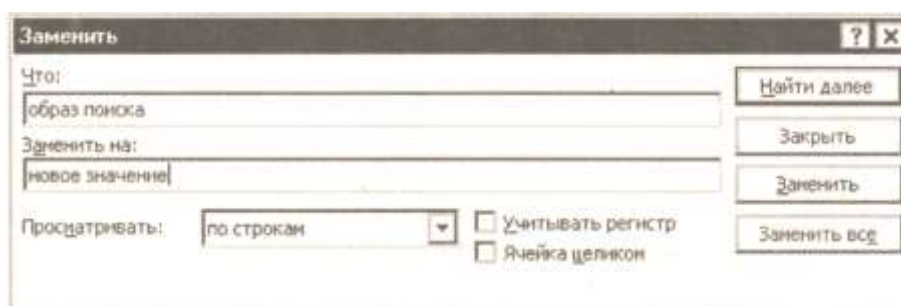 Заменить
Что:
образ поиска
Заменить на:
новое значение
Просматривать:
по строкам
Учитывать регистр
Ячейка целиком
Найти далее
Закрыть
Заменить
Заменить все